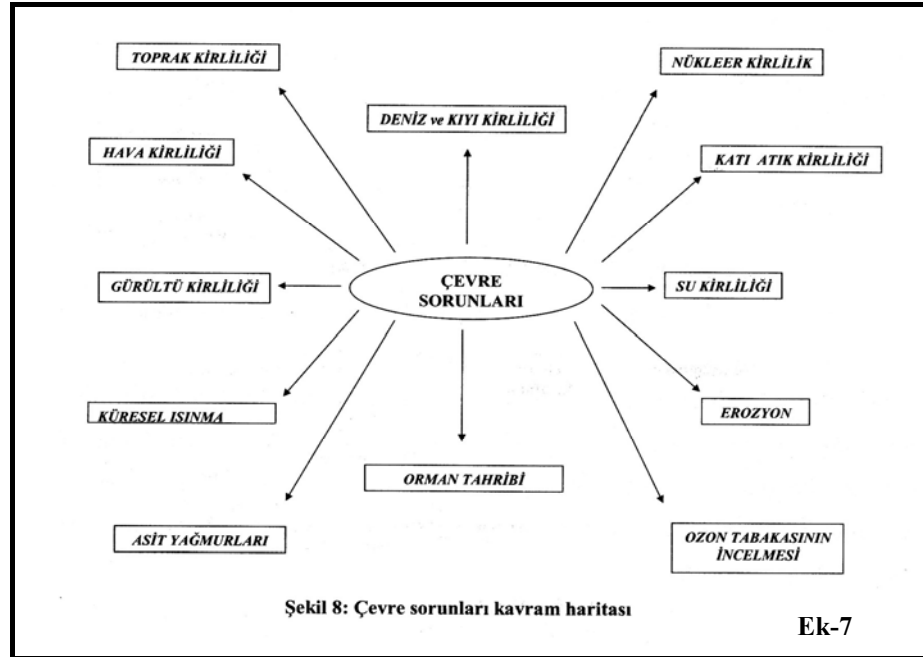 TOPRAK KİRLİLİĞİ
NÜKLEER KİRLİLİK
DENİZ ve KIYI KİRLİLİĞİ
HAVA KİRLİLİĞİ
KATI ATIK KİRLİLİĞİ
ÇEVRE
SORUNLARI
GÜRÜLTÜ KİRLİLİĞİ
SU KİRLİLİĞİ
KÜRESEL ISINMA
EROZYON
ORMAN TAHRİBİ
ASİT YAĞMURLARI
OZON TABAKASININ
İNCELMESİ
Şekil 8: Çevre sorunları kavram haritası
Ek-7